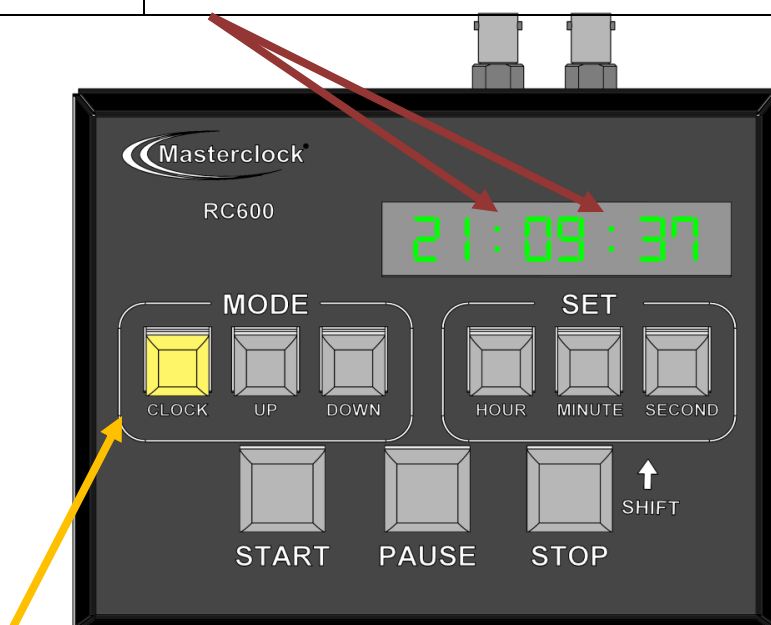 Masterclock
RC600
21:09:37
MODE
SET
CLOCK UP DOWN
HOUR MINUTE SECOND
SHIFT
START PAUSE STOP